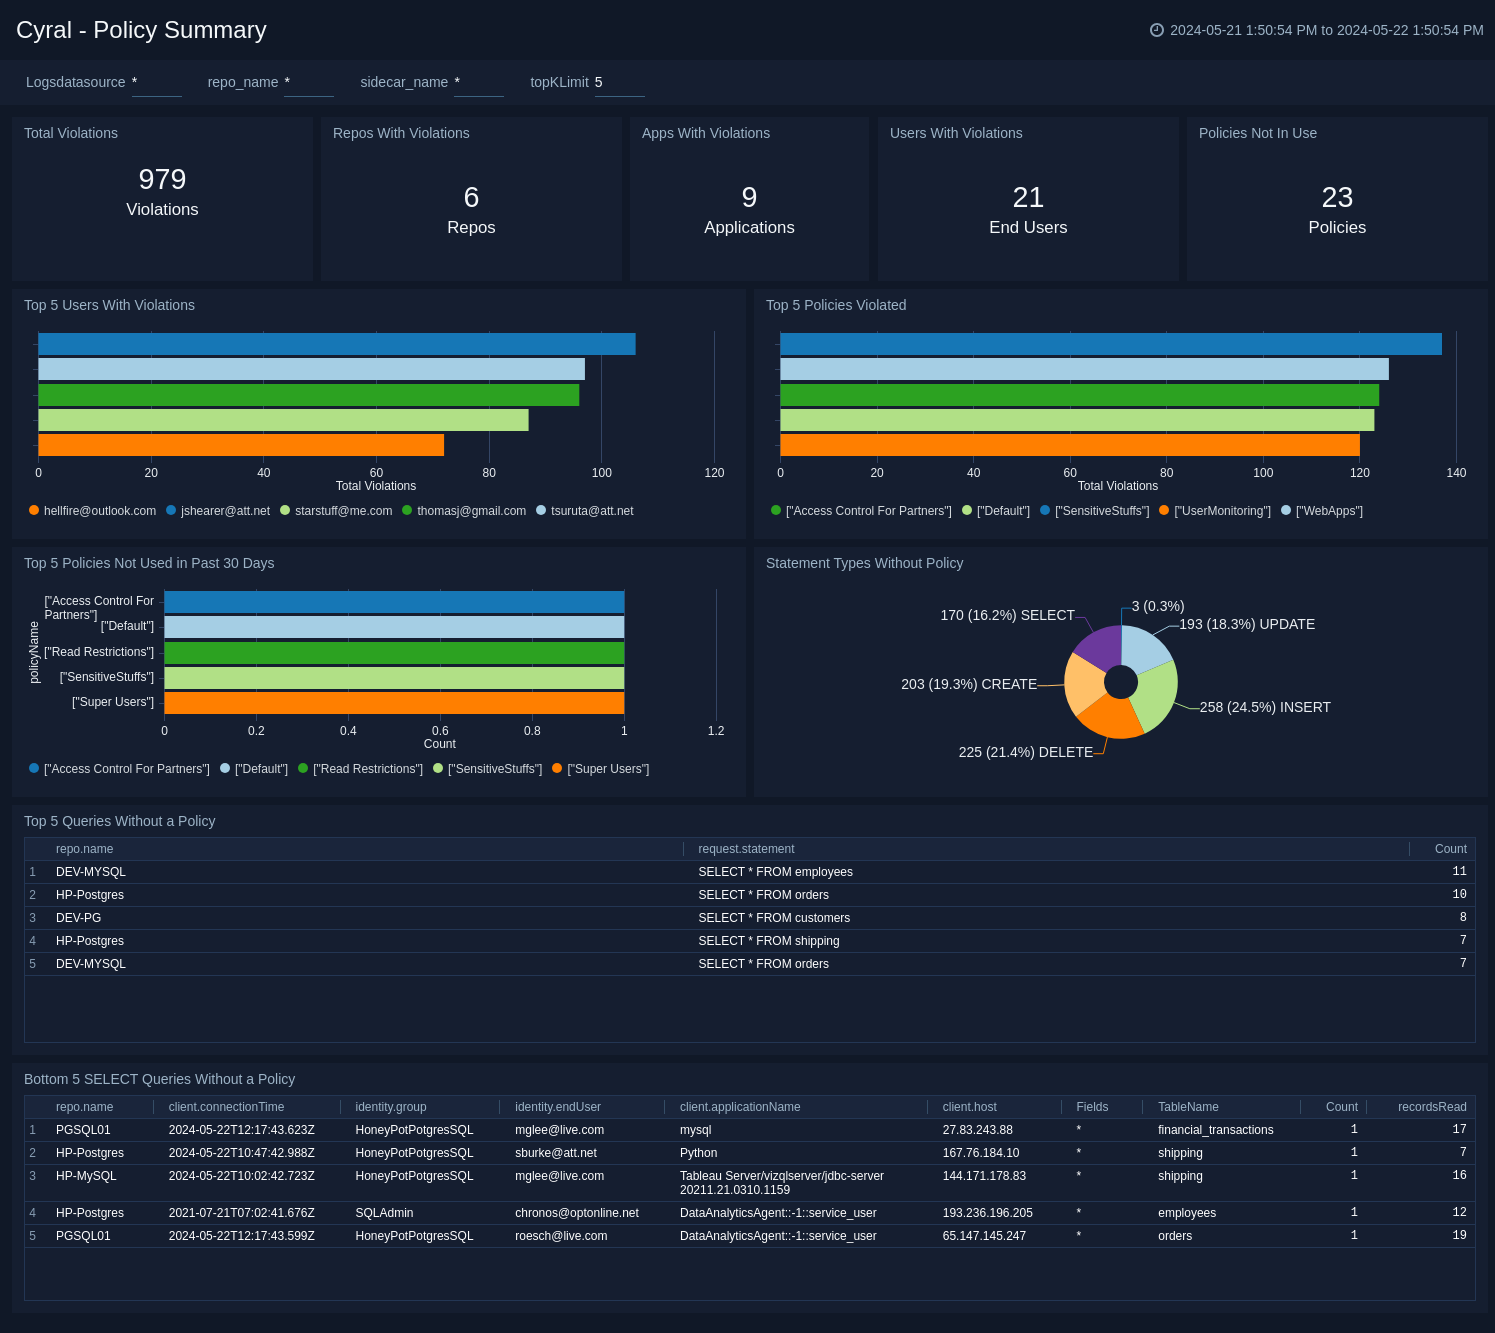 Cyral - Policy Summary
2024-05-21 1:50:54 PM to 2024-05-22 1:50:54 PM
Logsdatasource * repo_name * sidecar_name * topKLimit 5
Total Violations
979
Violations
Repos With Violations
6
Repos
Apps With Violations
9
Applications
Users With Violations
21
End Users
Policies Not In Use
23
Policies
Top 5 Users With Violations
0 20 40 60 80 100 120
Total Violations
hellfire@outlook.com jshearer@att.net starstuff@me.com thomasj@gmail.com tsuruta@att.net
Top 5 Policies Violated
0 20 40 60 80 100 120 140
Total Violations
["Access Control For Partners"] ["Default"] ["SensitiveStuffs"] ["UserMonitoring"] ["WebApps"]
Top 5 Policies Not Used in Past 30 Days
policyName
["Access Control For
Partners"]
["Default"]
["Read Restrictions"]
["SensitiveStuffs"]
["Super Users"]
0 0.2 0.4 0.6 0.8 1 1.2
Count
["Access Control For Partners"] ["Default"] ["Read Restrictions"] ["SensitiveStuffs"] ["Super Users"]
Statement Types Without Policy
3 (0.3%)
170 (16.2%) SELECT
193 (18.3%) UPDATE
203 (19.3%) CREATE
258 (24.5%) INSERT
225 (21.4%) DELETE
Top 5 Queries Without a Policy
repo.name request.statement Count
1 DEV-MYSQL SELECT * FROM employees 11
2 HP-Postgres SELECT * FROM orders 10
3 DEV-PG SELECT * FROM customers 8
4 HP-Postgres SELECT * FROM shipping 7
5 DEV-MYSQL SELECT * FROM orders 7
Bottom 5 SELECT Queries Without a Policy
repo.name client.connectionTime identity.group identity.endUser client.applicationName client.host Fields TableName Count recordsRead
1 PGSQL01 2024-05-22T12:17:43.623Z HoneyPotPotgresSQL mglee@live.com mysql 27.83.243.88 * financial_transactions 1 17
2 HP-Postgres 2024-05-22T10:47:42.988Z HoneyPotPotgresSQL sburke@att.net Python 167.76.184.10 * shipping 1 7
3 HP-MySQL 2024-05-22T10:02:42.723Z HoneyPotPotgresSQL mglee@live.com Tableau Server/vizqlserver/jdbc-server 144.171.178.83 * shipping 1 16
20211.21.0310.1159
4 HP-Postgres 2021-07-21T07:02:41.676Z SQLAdmin chronos@optonline.net DataAnalyticsAgent::-1::service_user 193.236.196.205 * employees 1 12
5 PGSQL01 2024-05-22T12:17:43.599Z HoneyPotPotgresSQL roesch@live.com DataAnalyticsAgent::-1::service_user 65.147.145.247 * orders 1 19